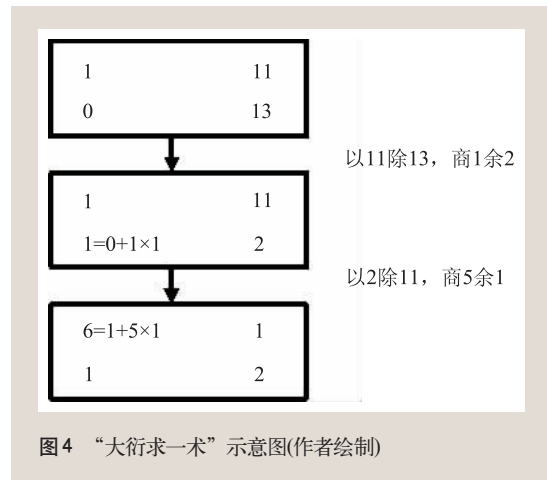 1 11
0 13
以11除13，商1余2
1 11
1=0+1×1 2
以2除11，商5余1
6=1+5×1 1
1 2
图4 “大衍求一术”示意图(作者绘制)